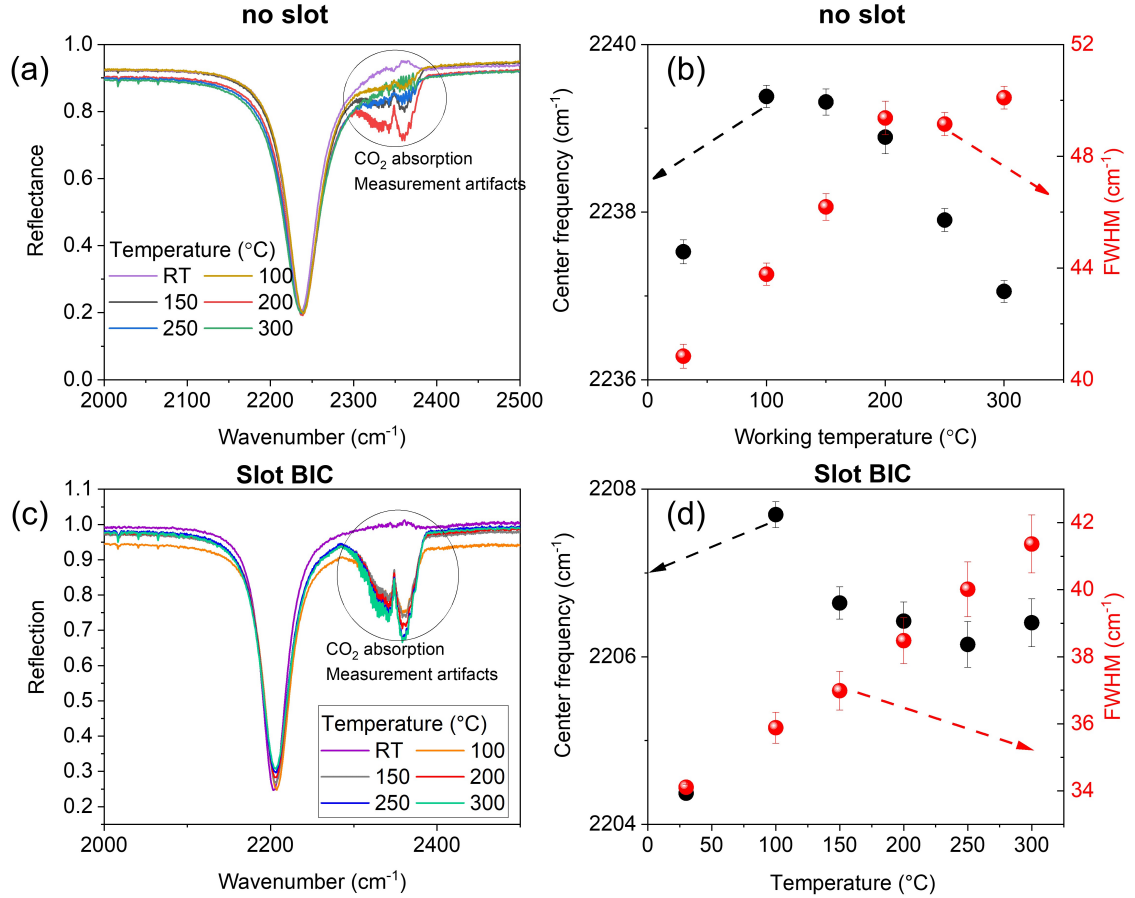 no slot
(a)
1.0
0.8
0.6
0.4
0.2
0.0
Reflectance
CO₂ absorption
Measurement artifacts
Temperature (°C)
RT 100
150 200
250 300
2000 2100 2200 2300 2400 2500
Wavenumber (cm⁻¹)
no slot
(b)
2240
2238
2236
Center frequency (cm⁻¹)
52
48
44
40
FWHM (cm⁻¹)
0 100 200 300
Working temperature (°C)
Slot BIC
(c)
1.1
1.0
0.9
0.8
0.7
0.6
0.5
0.4
0.3
0.2
Reflection
CO₂ absorption
Measurement artifacts
Temperature (°C)
RT 100
150 200
250 300
2000 2200 2400
Wavenumber (cm⁻¹)
Slot BIC
(d)
2208
2206
2204
Center frequency (cm⁻¹)
42
40
38
36
34
FWHM (cm⁻¹)
0 50 100 150 200 250 300
Temperature (°C)